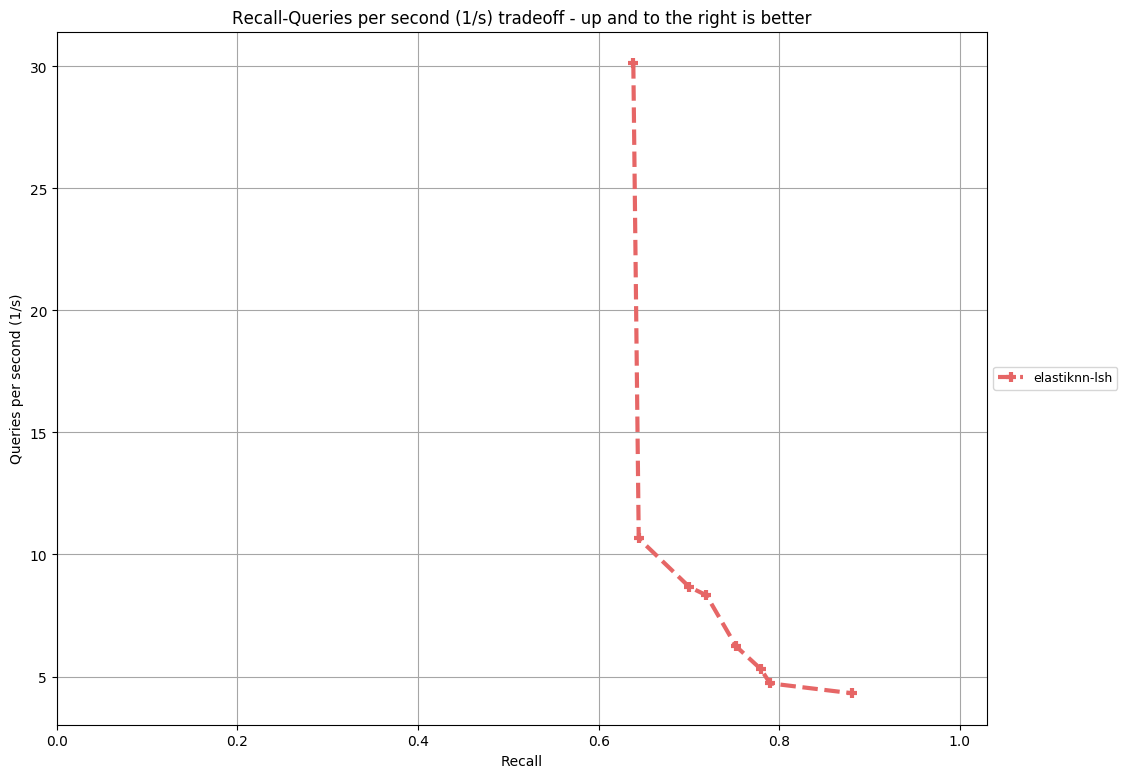 Recall-Queries per second (1/s) tradeoff - up and to the right is better
Queries per second (1/s)
30
25
20
15
10
5
0.0 0.2 0.4 0.6 0.8 1.0
Recall
elastiknn-lsh